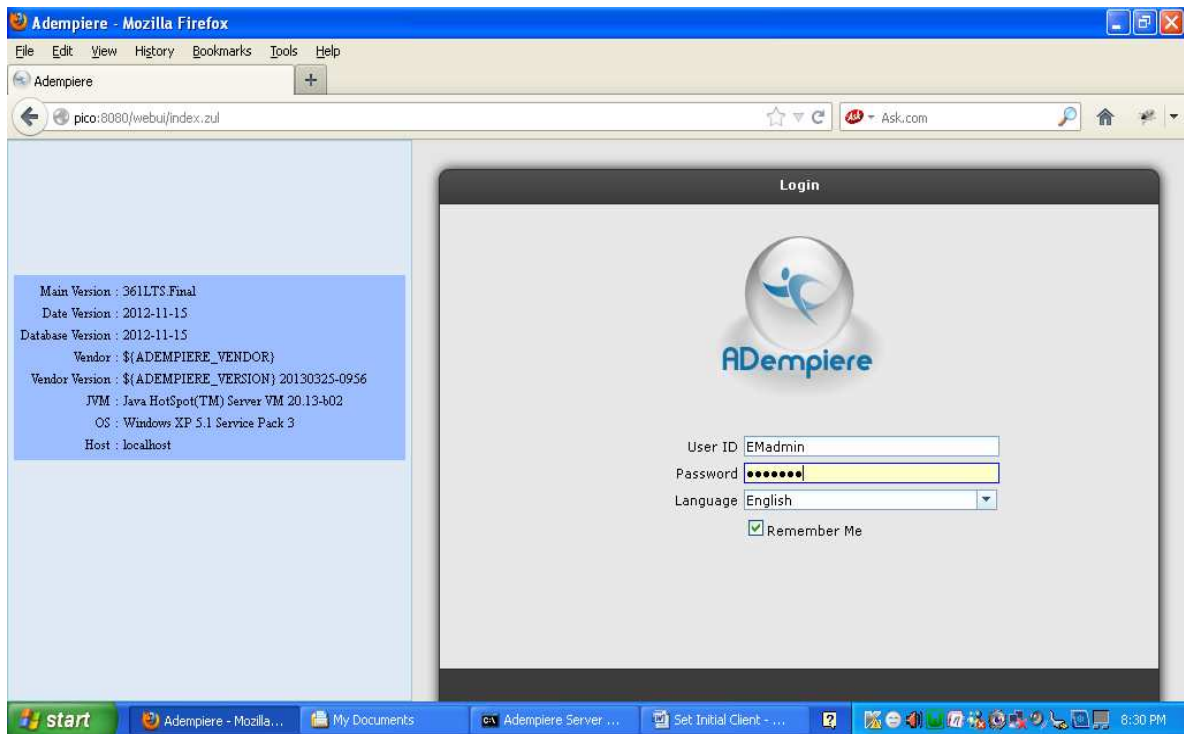 Adempiere - Mozilla Firefox
File Edit View History Bookmarks Tools Help
Adempiere
pico:8080/webui/index.zul
Ask.com
Login
Main Version : 361LTS.Final
Date Version : 2012-11-15
Database Version : 2012-11-15
Vendor : ${ADEMPIERE_VENDOR}
Vendor Version : ${ADEMPIERE_VERSION} 20130325-0956
JVM : Java HotSpot(TM) Server VM 20.13-b02
OS : Windows XP 5.1 Service Pack 3
Host : localhost
ADempiere
User ID EMadmin
Password •••••••
Language English
Remember Me
start Adempiere - Mozilla... My Documents Adempiere Server ... Set Initial Client - ... 8:30 PM